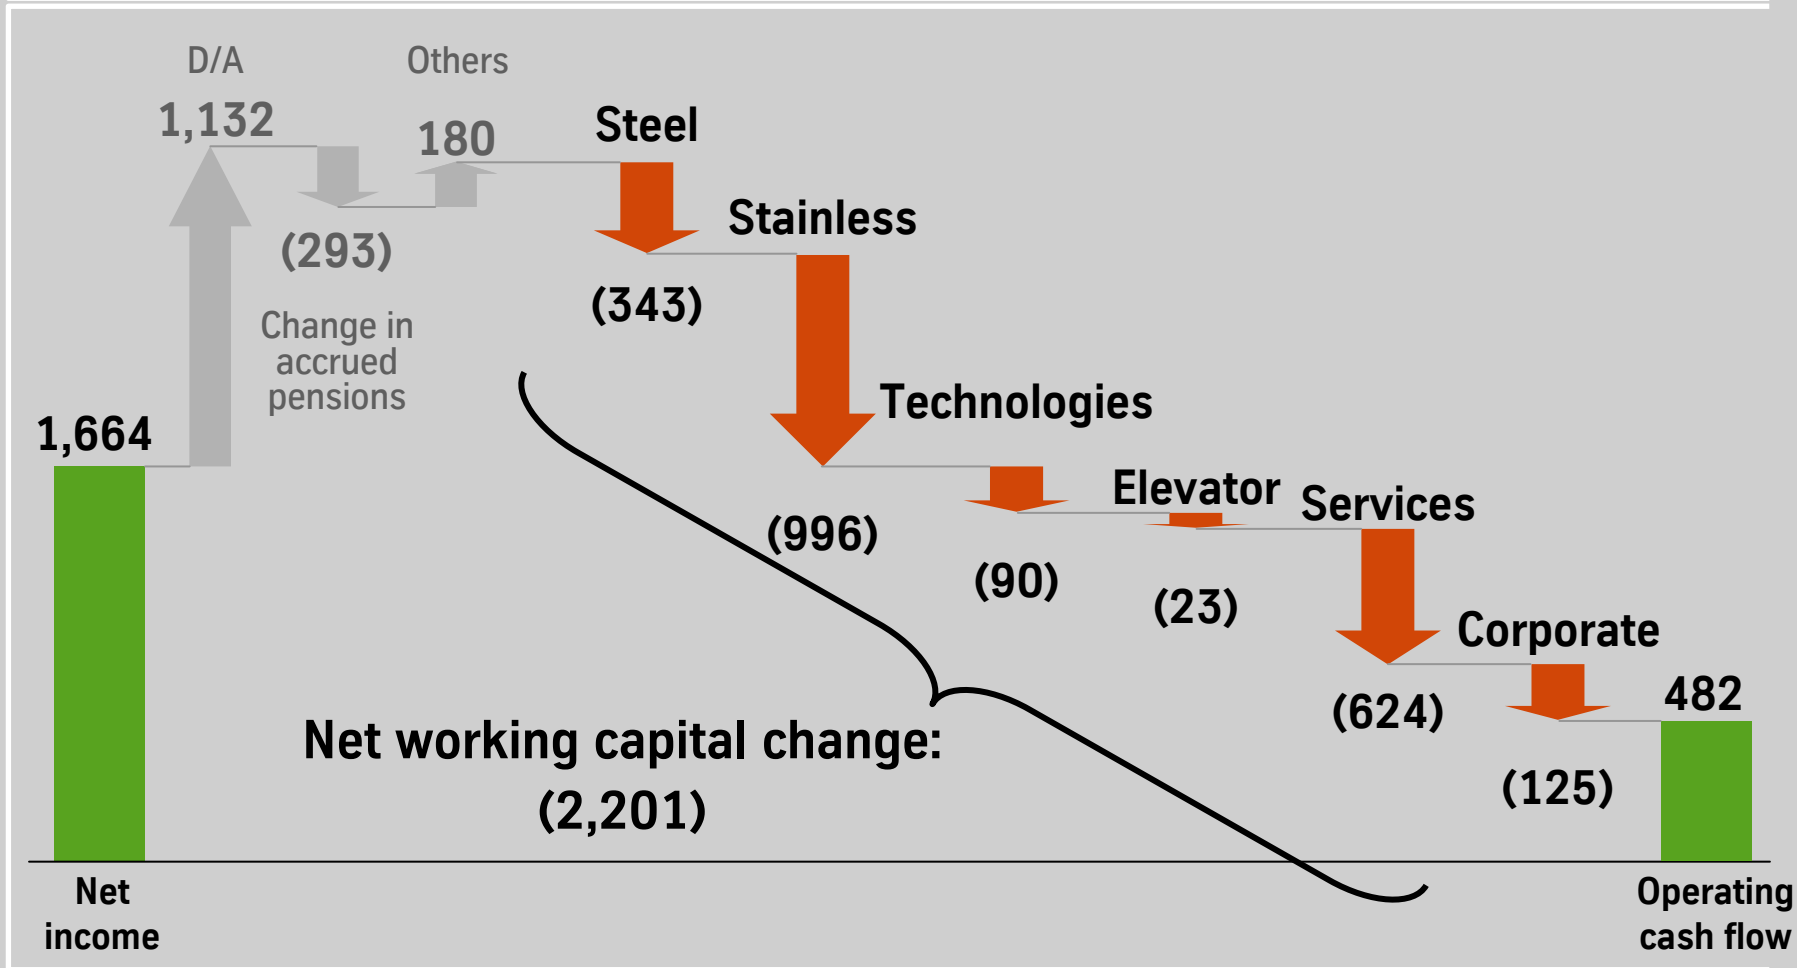 D/A
1,132
(293)
Change in
accrued
pensions
Others
180
Steel
(343)
Stainless
(996)
Technologies
(90)
Elevator
(23)
Services
(624)
Corporate
(125)
1,664
482
Net working capital change:
(2,201)
Net
income
Operating
cash flow